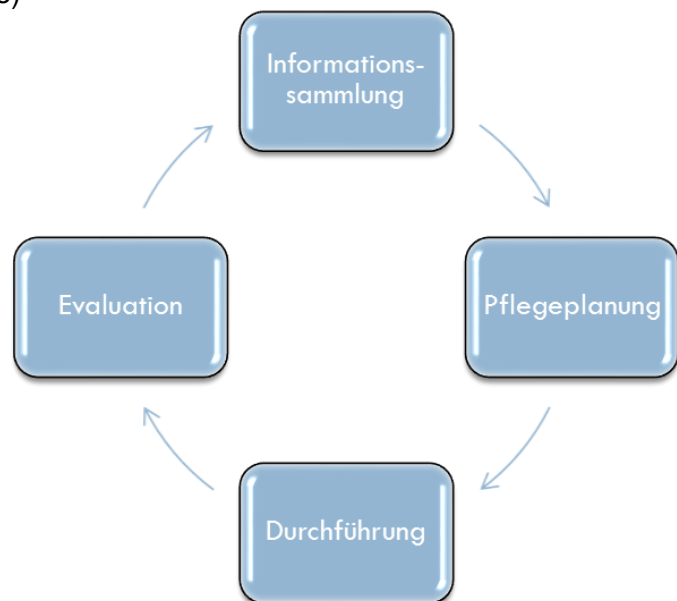 Informations-
sammlung
Pflegeplanung
Durchführung
Evaluation